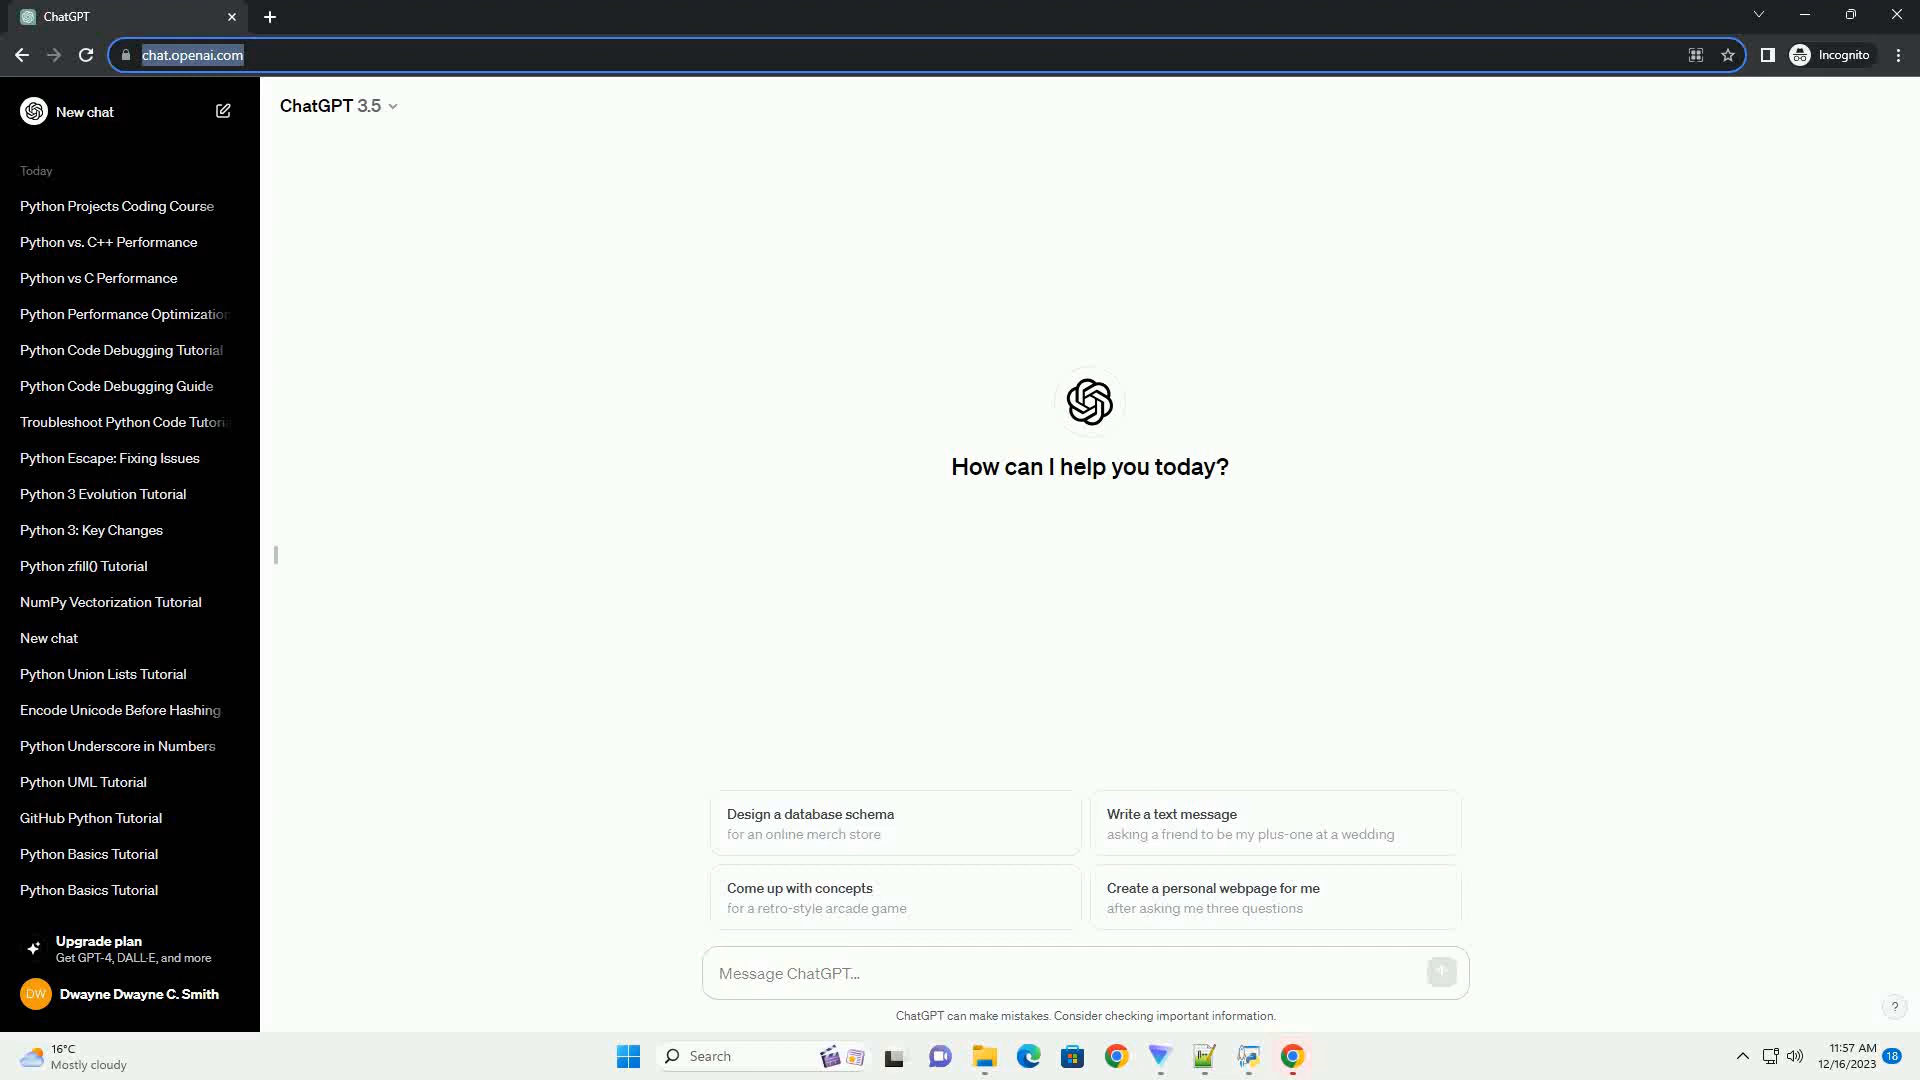 ChatGPT
chat.openai.com
Incognito
New chat
ChatGPT 3.5
Today
Python Projects Coding Course
Python vs. C++ Performance
Python vs C Performance
Python Performance Optimization
Python Code Debugging Tutorial
Python Code Debugging Guide
Troubleshoot Python Code Tutoria
Python Escape: Fixing Issues
Python 3 Evolution Tutorial
Python 3: Key Changes
Python zfill() Tutorial
NumPy Vectorization Tutorial
New chat
Python Union Lists Tutorial
Encode Unicode Before Hashing
Python Underscore in Numbers
Python UML Tutorial
GitHub Python Tutorial
Python Basics Tutorial
Python Basics Tutorial
Upgrade plan
Get GPT-4, DALL·E, and more
DW
Dwayne Dwayne C. Smith
How can I help you today?
Design a database schema
for an online merch store
Write a text message
asking a friend to be my plus-one at a wedding
Come up with concepts
for a retro-style arcade game
Create a personal webpage for me
after asking me three questions
Message ChatGPT...
ChatGPT can make mistakes. Consider checking important information.
?
16°C
Mostly cloudy
Search
11:57 AM
12/16/2023
18